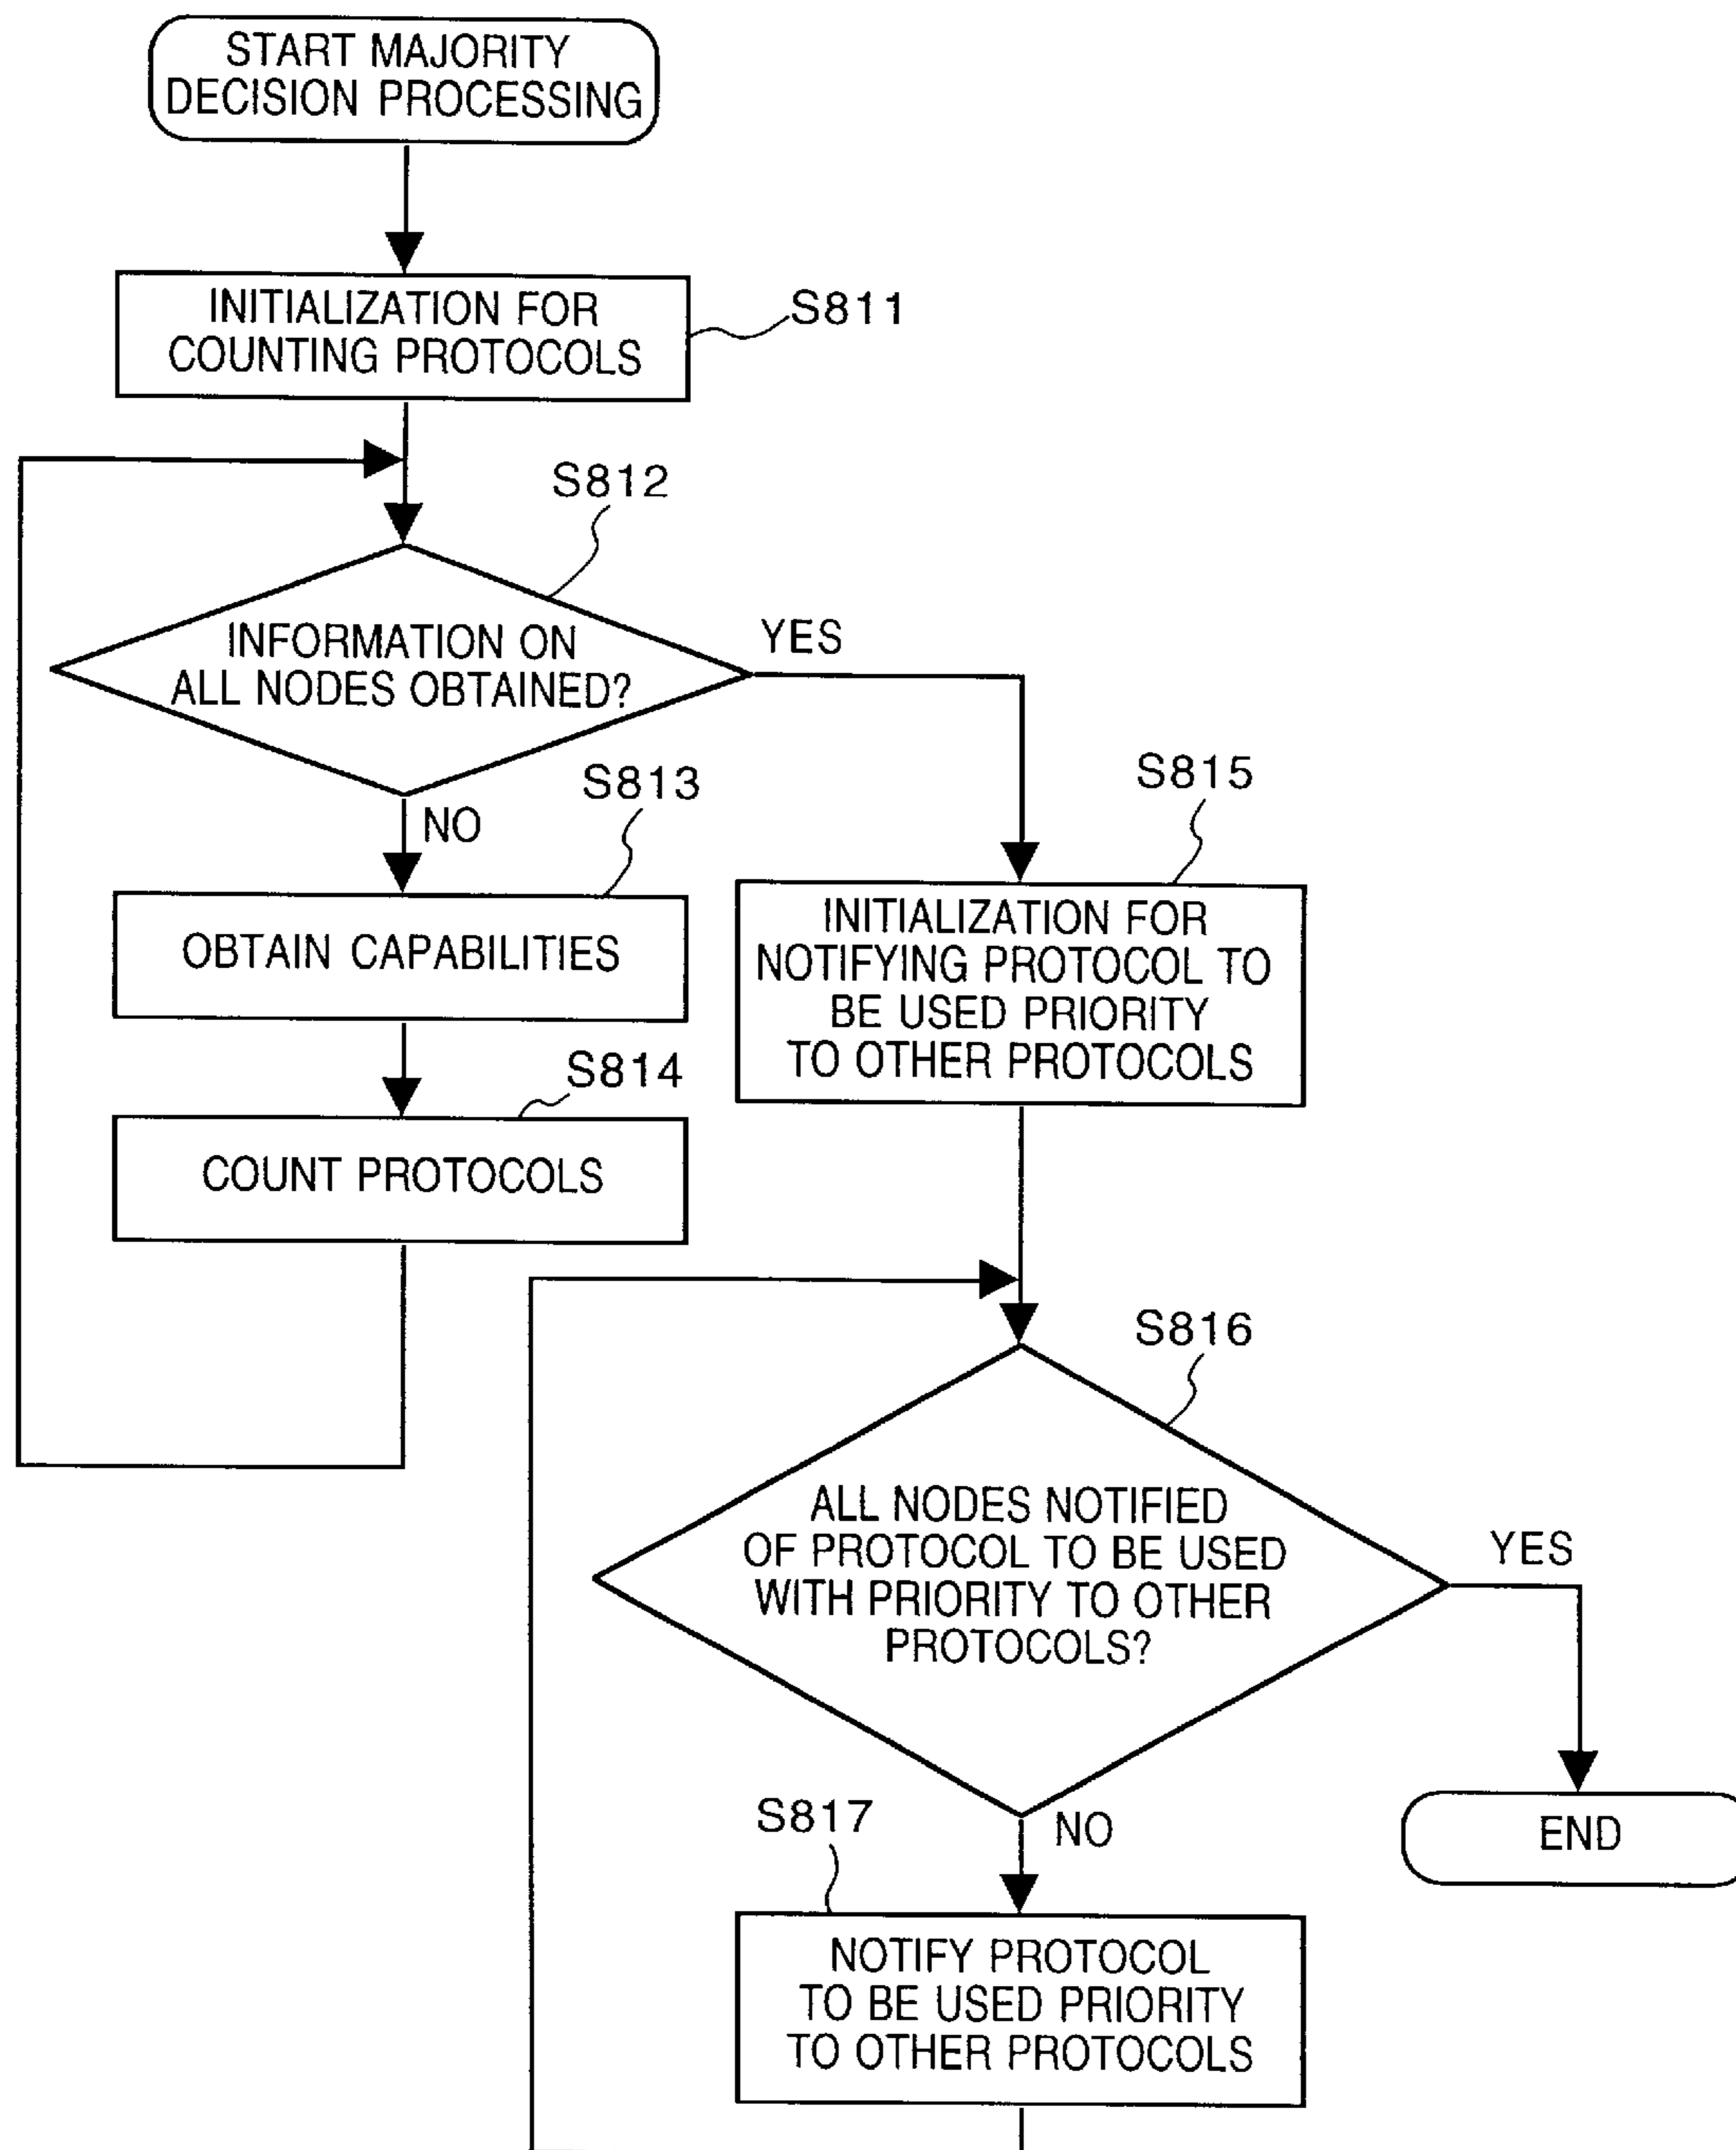 START MAJORITY
DECISION PROCESSING
INITIALIZATION FOR
COUNTING PROTOCOLS
S811
S812
INFORMATION ON
ALL NODES OBTAINED?
YES
NO
S813
OBTAIN CAPABILITIES
S814
COUNT PROTOCOLS
S815
INITIALIZATION FOR
NOTIFYING PROTOCOL TO
BE USED PRIORITY
TO OTHER PROTOCOLS
S816
ALL NODES NOTIFIED
OF PROTOCOL TO BE USED
WITH PRIORITY TO OTHER
PROTOCOLS?
YES
NO
END
S817
NOTIFY PROTOCOL
TO BE USED PRIORITY
TO OTHER PROTOCOLS